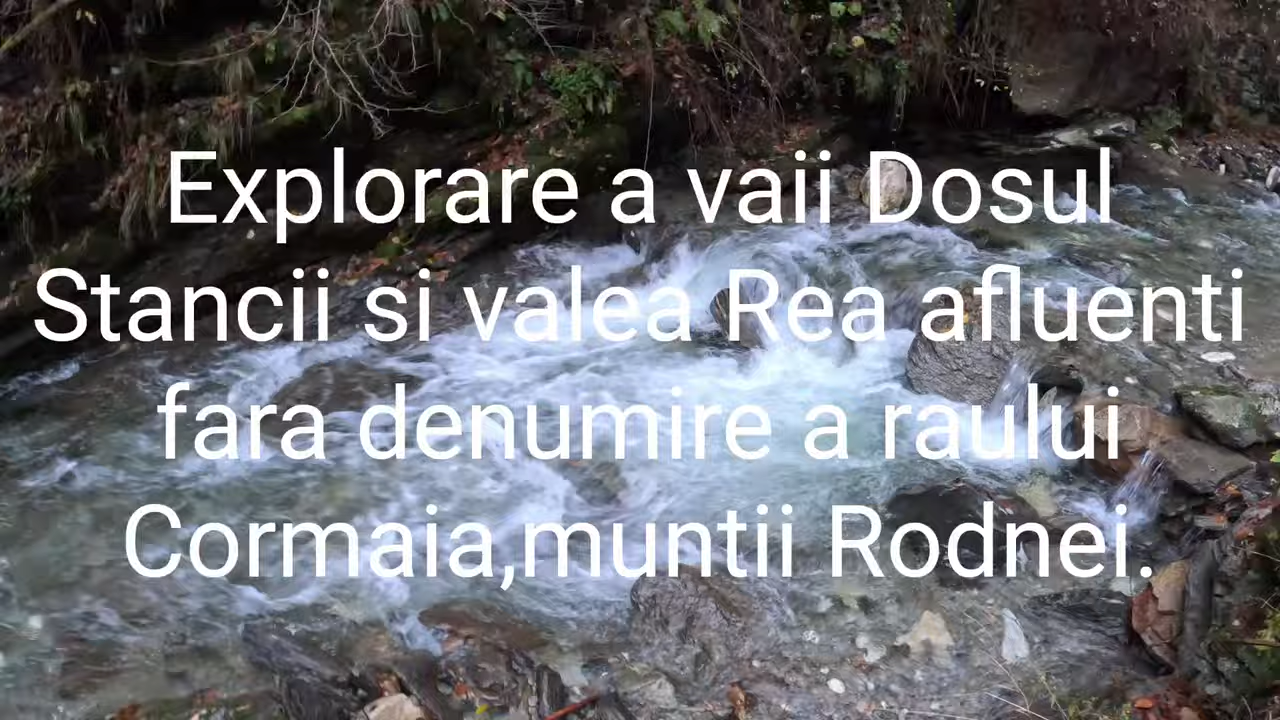 Explorare a vaii Dosul
Stancii si valea Rea afluenti
fara denumire a raului
Cormaia,muntii Rodnei.